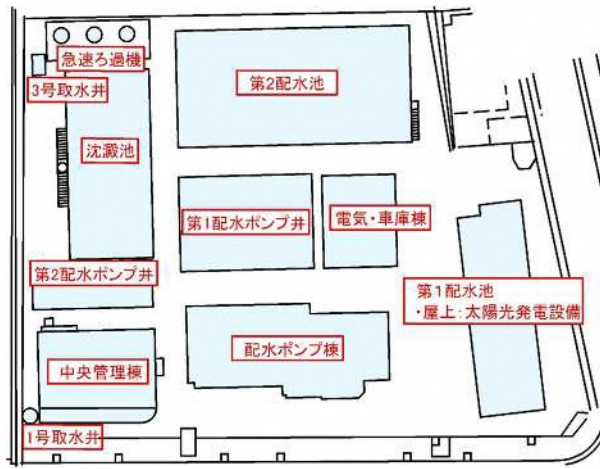 急速ろ過機
3号取水井
第2配水池
沈澱池
第1配水ポンプ井
電気・車庫棟
第2配水ポンプ井
第1配水池
・屋上:太陽光発電設備
配水ポンプ棟
中央管理棟
1号取水井